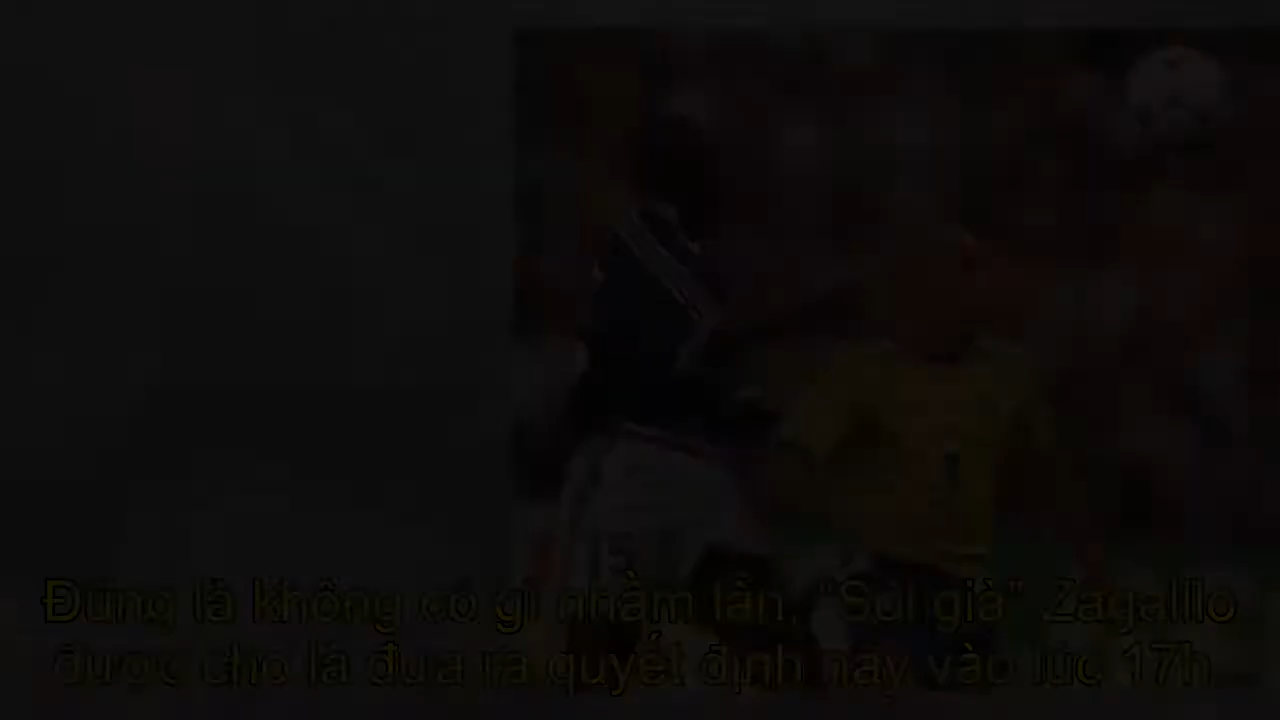 Đúng là không có gì nhầm lẫn. "Sói già" Zagalllo
được cho là đưa ra quyết định này vào lúc 17h...